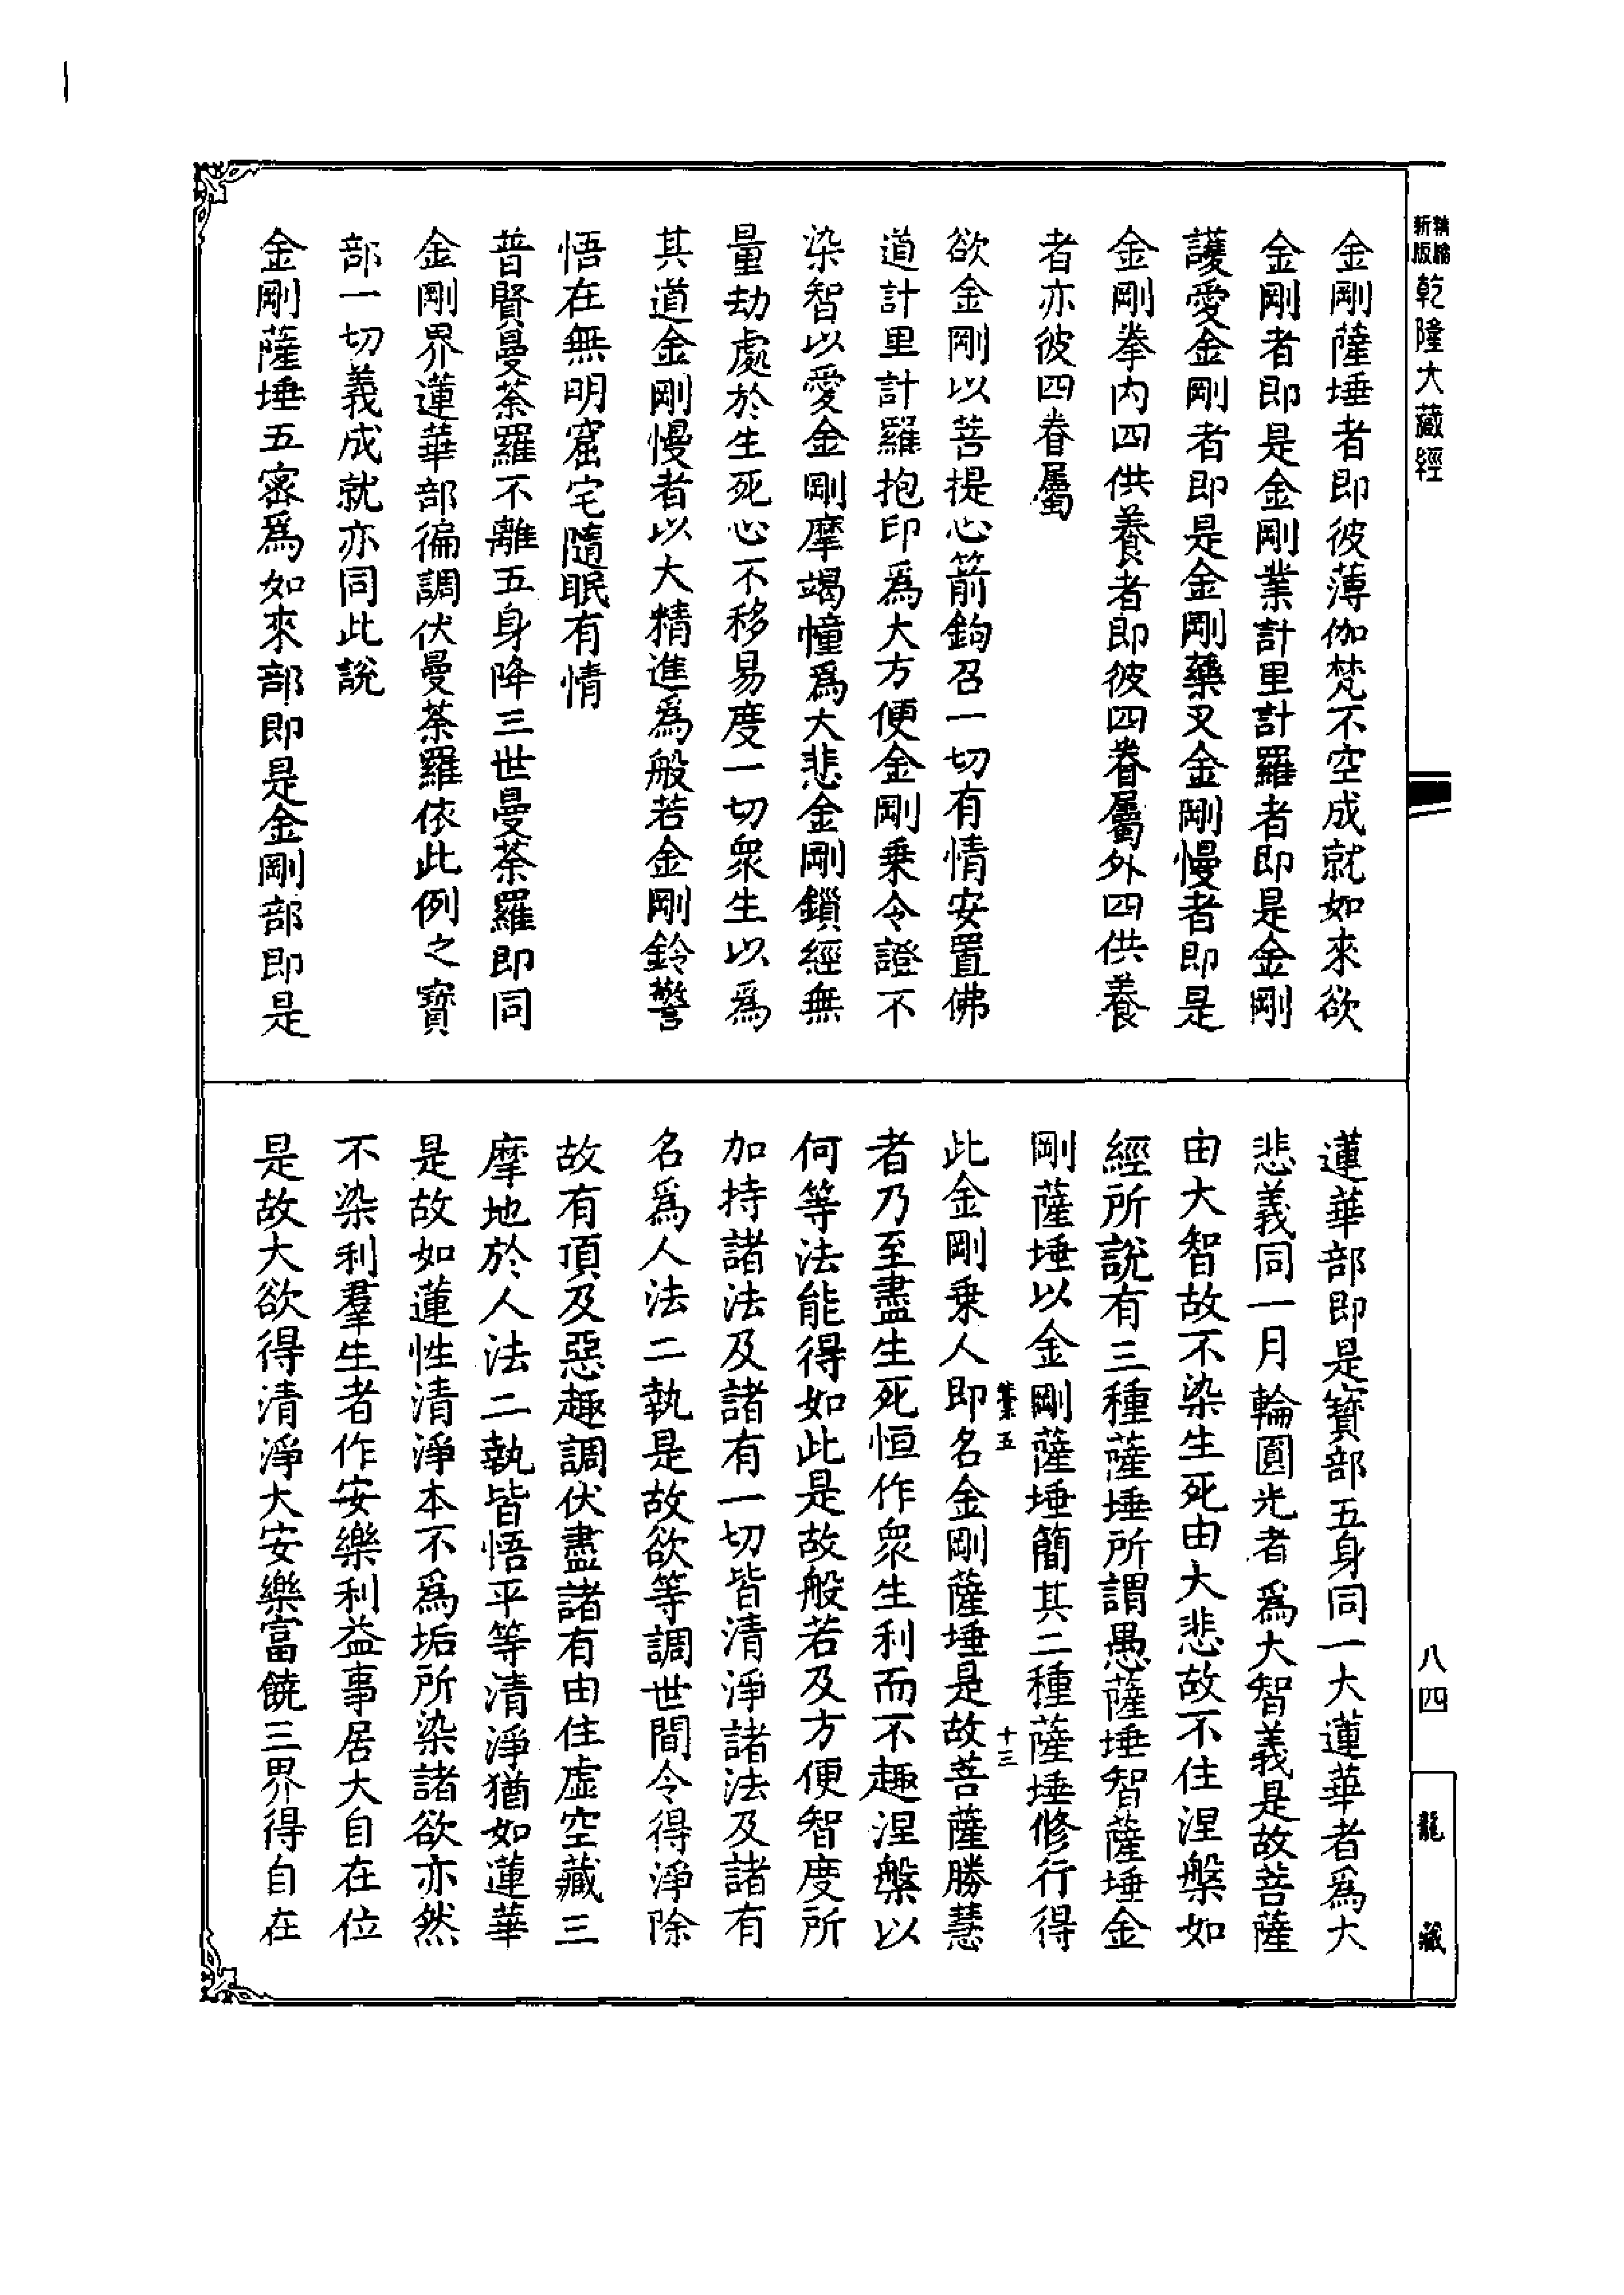 精縮
新版
乾隆大藏經
金剛薩埵者即彼薄伽梵不空成就如來欲
金剛者即是金剛業計里計羅者即是金剛
護愛金剛者即是金剛藥叉金剛慢者即是
金剛拳内四供養者即彼四眷屬外四供養
者亦彼四眷屬
欲金剛以菩提心箭鉤召一切有情安置佛
道計里計羅抱印爲大方便金剛乗令證不
染智以愛金剛摩竭幢爲大悲金剛鎖經無
量劫處於生死心不移易度一切衆生以爲
其道金剛慢者以大精進爲般若金剛鈴警
悟在無明窟宅隨眠有情
普賢曼荼羅不離五身降三世曼荼羅即同
金剛界蓮華部徧調伏曼荼羅依此例之寶
部一切義成就亦同此說
金剛薩埵五密爲如來部即是金剛部即是
蓮華部即是寶部五身同一大蓮華者爲大
悲義同一月輪圓光者爲大智義是故菩薩
由大智故不染生死由大悲故不住涅槃如
經所說有三種薩埵所謂愚薩埵智薩埵金
剛薩埵以金剛薩埵簡其二種薩埵修行得
五
十三
此金剛乗人即名金剛薩埵是故菩薩勝慧
者乃至盡生死恒作衆生利而不趣涅槃以
何等法能得如此是故般若及方便智度所
加持諸法及諸有一切皆清淨諸法及諸有
名爲人法二執是故欲等調世間令得淨除
故有頂及惡趣調伏盡諸有由住虛空藏三
摩地於人法二執皆悟平等清淨猶如蓮華
是故如蓮性清淨本不爲垢所染諸欲亦然
不染利羣生者作安樂利益事居大自在位
是故大欲得清淨大安樂富饒三界得自在
八四
龍藏